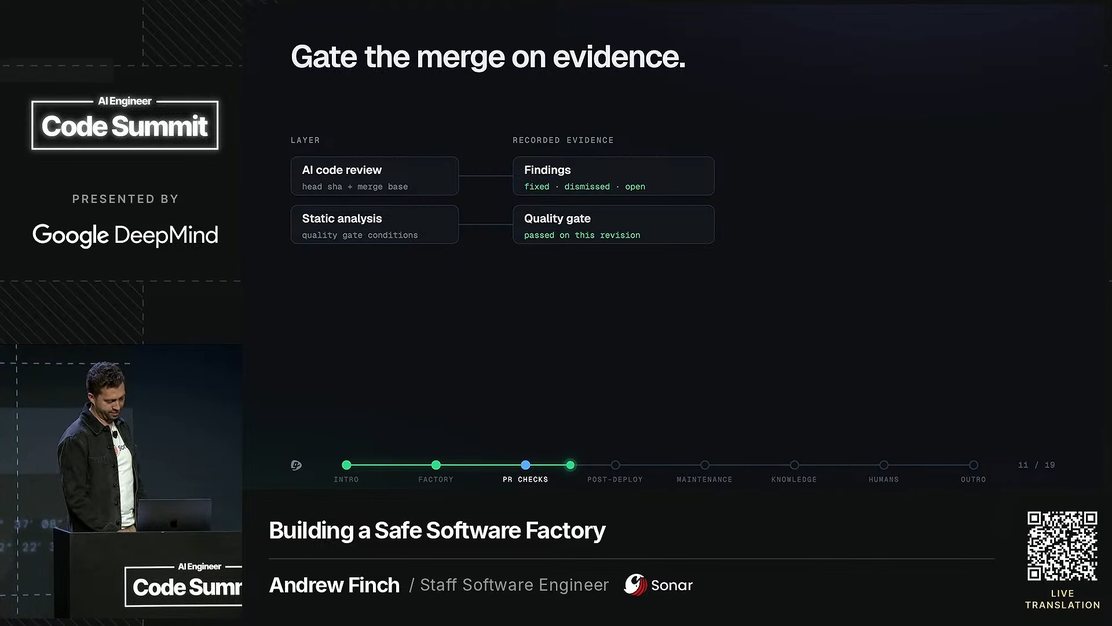 AI Engineer
Code Summit
PRESENTED BY
Google DeepMind
Gate the merge on evidence.
LAYER
RECORDED EVIDENCE
AI code review
head sha + merge base
Findings
fixed · dismissed · open
Static analysis
quality gate conditions
Quality gate
passed on this revision
INTRO
FACTORY
PR CHECKS
POST-DEPLOY
MAINTENANCE
KNOWLEDGE
HUMANS
OUTRO
11 / 19
AI Engineer
Code Summ
Building a Safe Software Factory
Andrew Finch / Staff Software Engineer
Sonar
LIVE
TRANSLATION